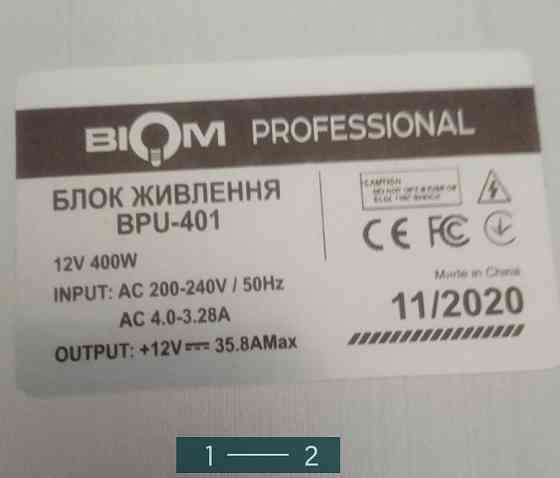 BIOM PROFESSIONAL
БЛОК ЖИВЛЕННЯ
BPU-401
12V 400W
INPUT: AC 200-240V / 50Hz
AC 4.0-3.28A
OUTPUT: +12V⎓ 35.8AMax
CAUTION
CE FC
Made in China
11/2020
1 — 2